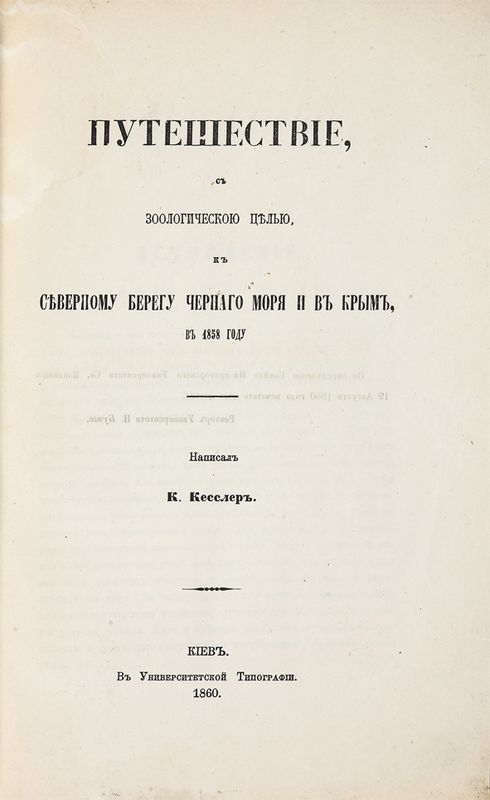 ПУТЕШЕСТВІЕ,
съ
ЗООЛОГИЧЕСКОЮ ЦѢЛЬЮ,
къ
СѢВЕРНОМУ БЕРЕГУ ЧЕРНАГО МОРЯ И ВЪ КРЫМЪ,
ВЪ 1858 ГОДУ
Написалъ
К. Кесслеръ.
КІЕВЪ.
Въ Университетской Типографіи.
1860.